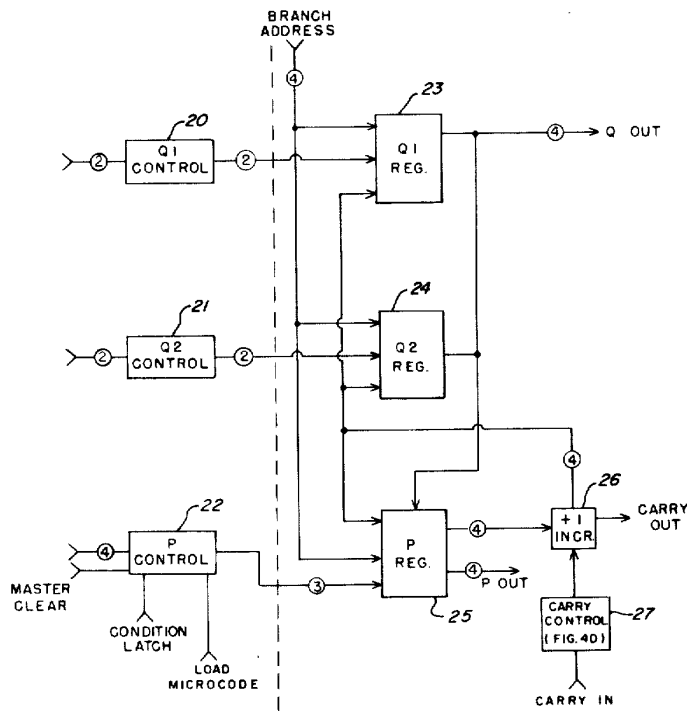 BRANCH
ADDRESS
4
20
Q1
CONTROL
2
2
23
Q1
REG.
4
Q OUT
21
Q2
CONTROL
2
2
24
Q2
REG.
22
P
CONTROL
4
MASTER
CLEAR
CONDITION
LATCH
LOAD
MICROCODE
3
P
REG.
25
4
4
P OUT
4
26
+1
INCR.
CARRY
OUT
27
CARRY
CONTROL
(FIG. 4D)
CARRY IN